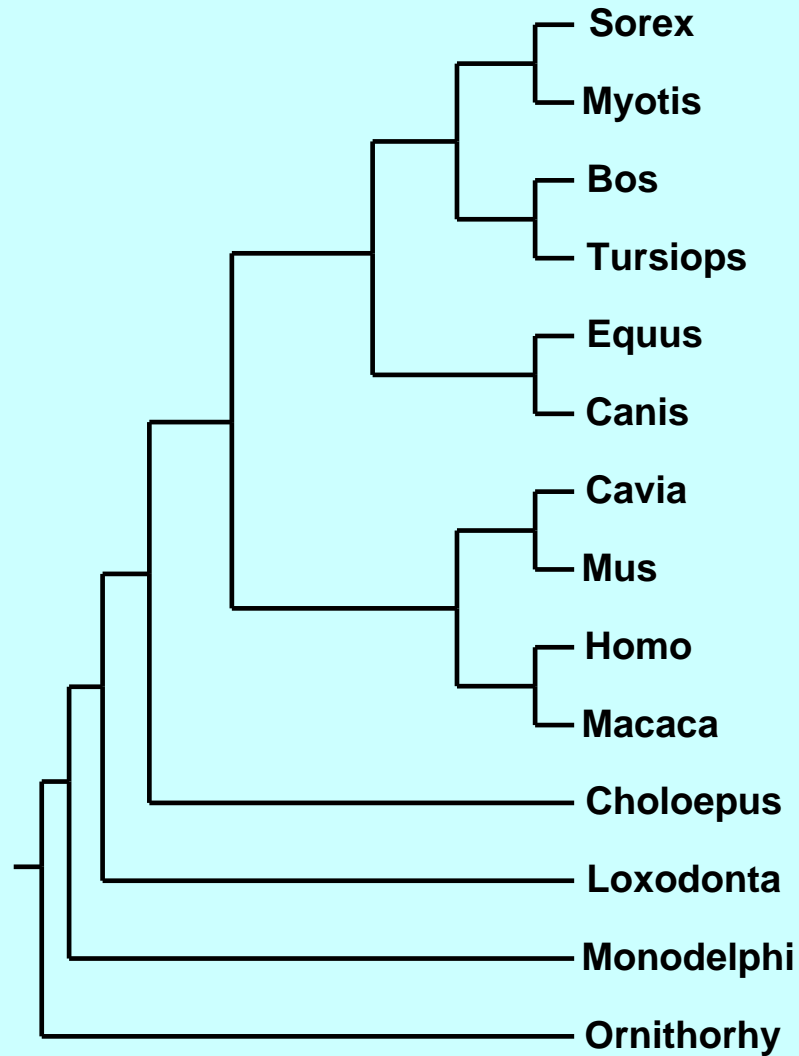 Sorex
Myotis
Bos
Tursiops
Equus
Canis
Cavia
Mus
Homo
Macaca
Choloepus
Loxodonta
Monodelphi
Ornithorhy